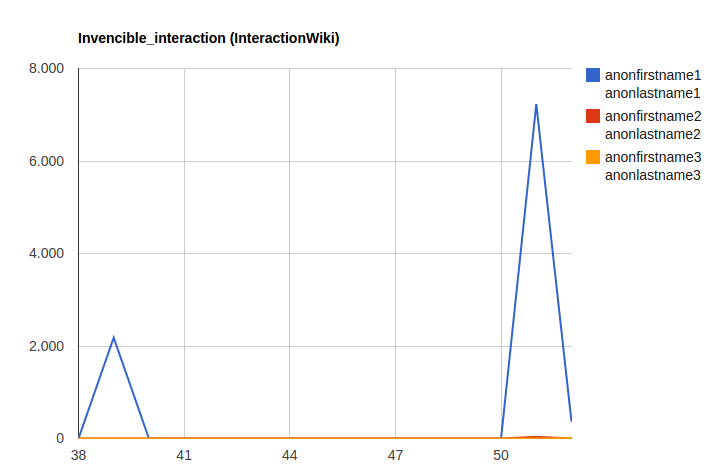 Invencible_interaction (InteractionWiki)
8.000
6.000
4.000
2.000
0
38 41 44 47 50
anonfirstname1
anonlastname1
anonfirstname2
anonlastname2
anonfirstname3
anonlastname3